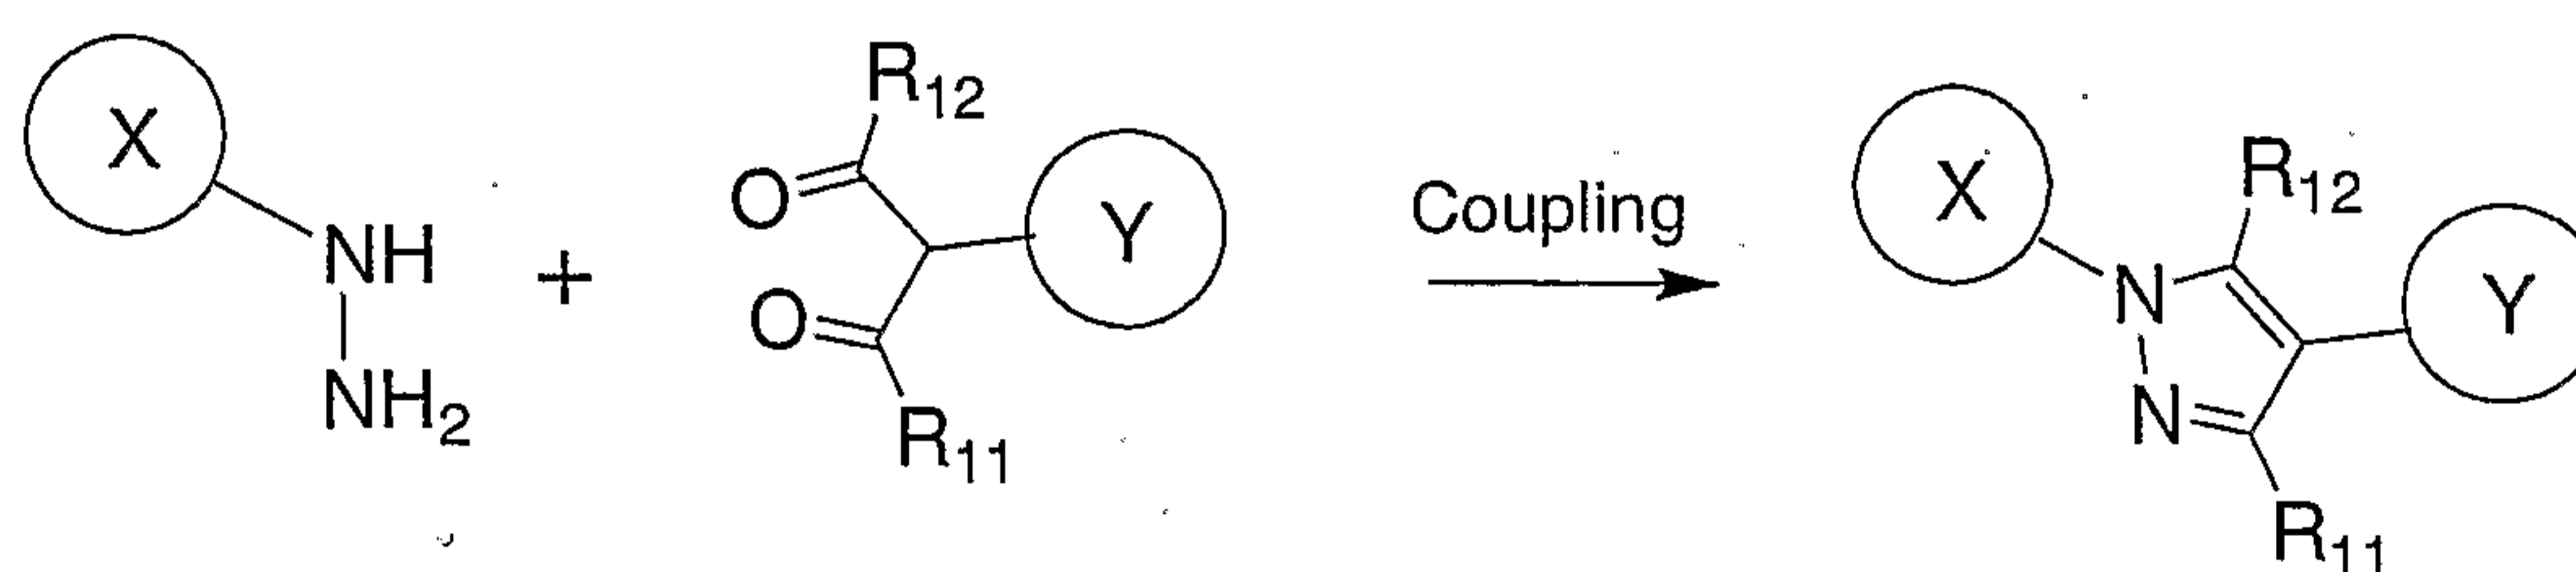 X
NH
NH₂
+
R₁₂
O
Y
O
R₁₁
Coupling
X
R₁₂
N
Y
N
R₁₁